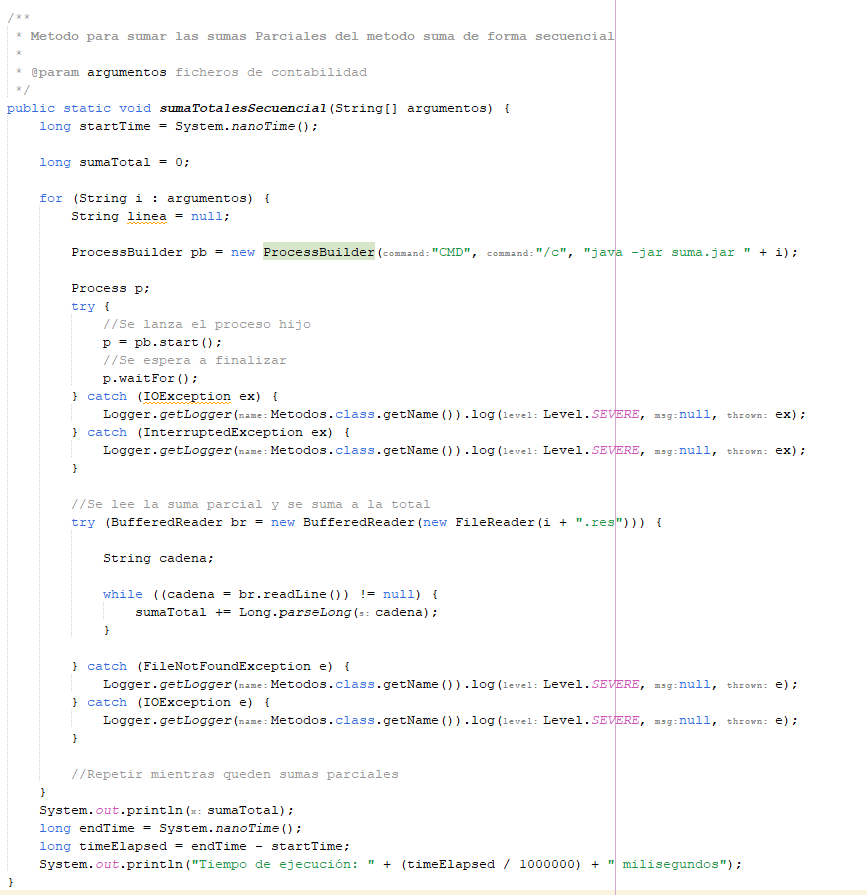 /**
 * Metodo para sumar las sumas Parciales del metodo suma de forma secuencial
 *
 * @param argumentos ficheros de contabilidad
 */
public static void sumaTotalesSecuencial(String[] argumentos) {
    long startTime = System.nanoTime();

    long sumaTotal = 0;

    for (String i : argumentos) {
        String linea = null;

        ProcessBuilder pb = new ProcessBuilder(command: "CMD", command: "/c", "java -jar suma.jar " + i);

        Process p;
        try {
            //Se lanza el proceso hijo
            p = pb.start();
            //Se espera a finalizar
            p.waitFor();
        } catch (IOException ex) {
            Logger.getLogger(name: Metodos.class.getName()).log(level: Level.SEVERE, msg: null, thrown: ex);
        } catch (InterruptedException ex) {
            Logger.getLogger(name: Metodos.class.getName()).log(level: Level.SEVERE, msg: null, thrown: ex);
        }

        //Se lee la suma parcial y se suma a la total
        try (BufferedReader br = new BufferedReader(new FileReader(i + ".res"))) {

            String cadena;

            while ((cadena = br.readLine()) != null) {
                sumaTotal += Long.parseLong(s: cadena);
            }

        } catch (FileNotFoundException e) {
            Logger.getLogger(name: Metodos.class.getName()).log(level: Level.SEVERE, msg: null, thrown: e);
        } catch (IOException e) {
            Logger.getLogger(name: Metodos.class.getName()).log(level: Level.SEVERE, msg: null, thrown: e);
        }

        //Repetir mientras queden sumas parciales
    }
    System.out.println(x: sumaTotal);
    long endTime = System.nanoTime();
    long timeElapsed = endTime - startTime;
    System.out.println("Tiempo de ejecución: " + (timeElapsed / 1000000) + " milisegundos");
}